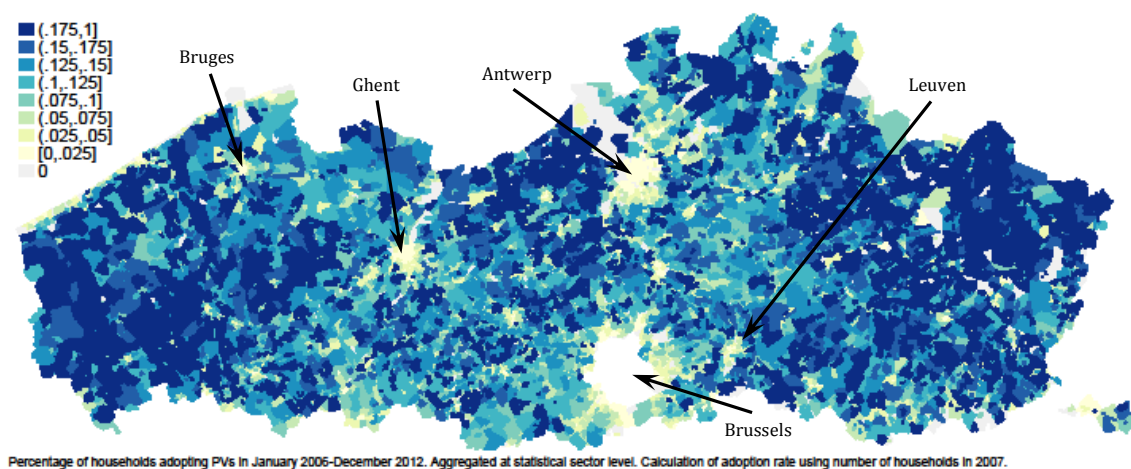 (.175,1]
(.15,.175]
(.125,.15]
(.1,.125]
(.075,.1]
(.05,.075]
(.025,.05]
[0,.025]
0
Bruges
Ghent
Antwerp
Leuven
Brussels
Percentage of households adopting PVs in January 2006-December 2012. Aggregated at statistical sector level. Calculation of adoption rate using number of households in 2007.